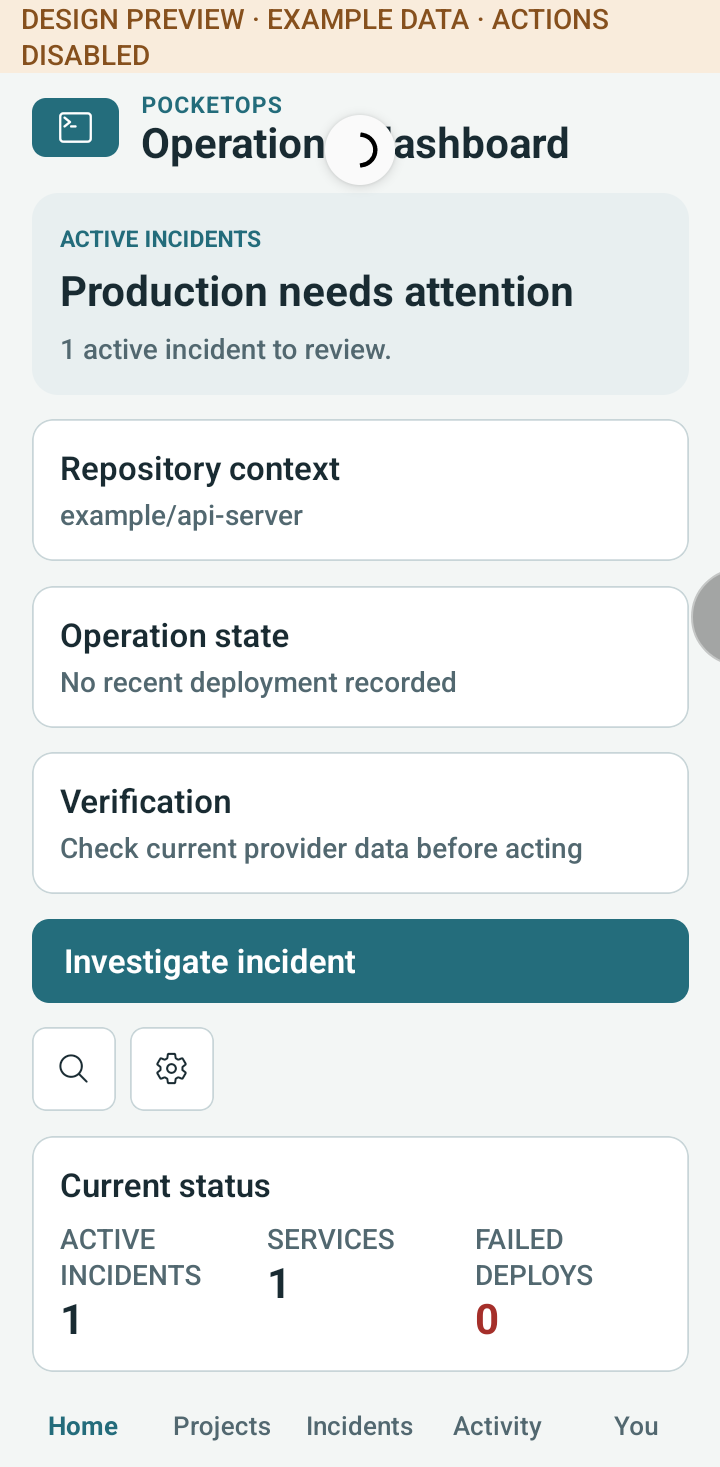 DESIGN PREVIEW · EXAMPLE DATA · ACTIONS
DISABLED
POCKETOPS
Operation ashboard
ACTIVE INCIDENTS
Production needs attention
1 active incident to review.
Repository context
example/api-server
Operation state
No recent deployment recorded
Verification
Check current provider data before acting
Investigate incident
Current status
ACTIVE INCIDENTS
1
SERVICES
1
FAILED DEPLOYS
0
Home Projects Incidents Activity You